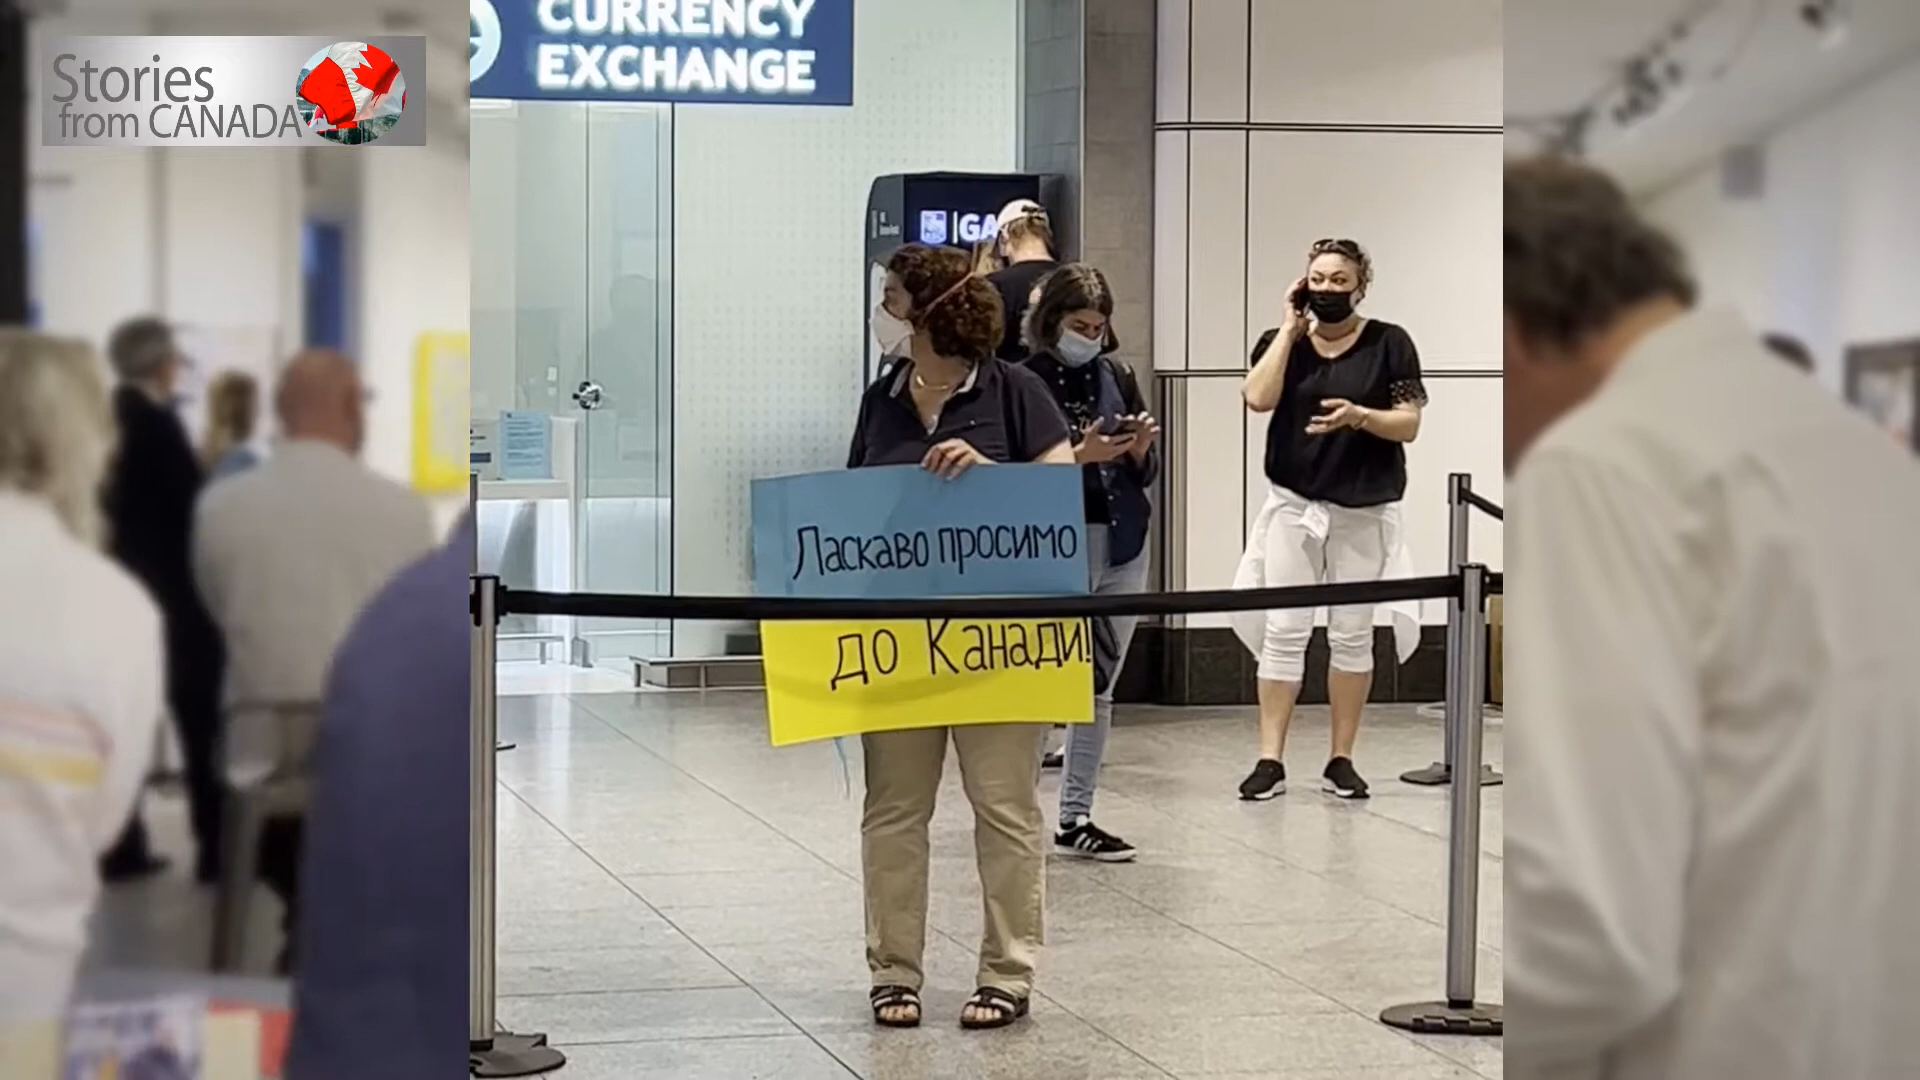 Stories
from CANADA
CURRENCY
EXCHANGE
Ласкаво просимо
до Канади!